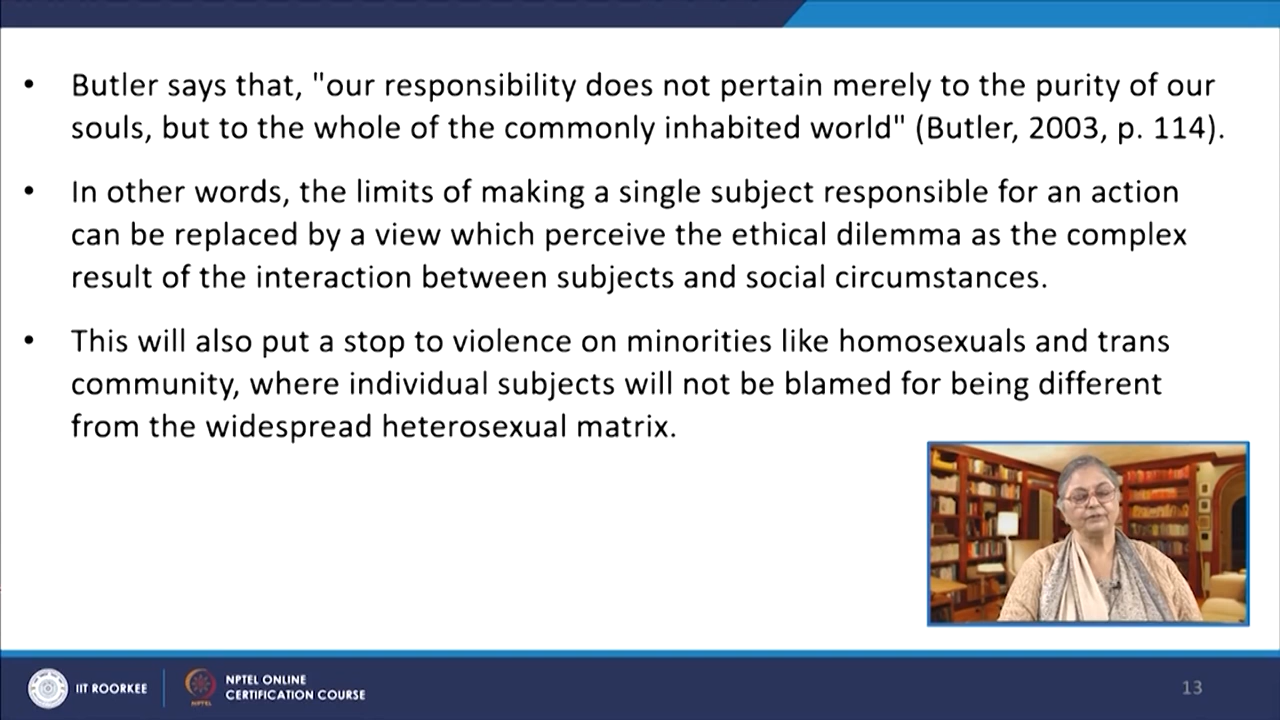 • Butler says that, "our responsibility does not pertain merely to the purity of our
souls, but to the whole of the commonly inhabited world" (Butler, 2003, p. 114).
• In other words, the limits of making a single subject responsible for an action
can be replaced by a view which perceive the ethical dilemma as the complex
result of the interaction between subjects and social circumstances.
• This will also put a stop to violence on minorities like homosexuals and trans
community, where individual subjects will not be blamed for being different
from the widespread heterosexual matrix.
IIT ROORKEE
NPTEL
NPTEL ONLINE
CERTIFICATION COURSE
13